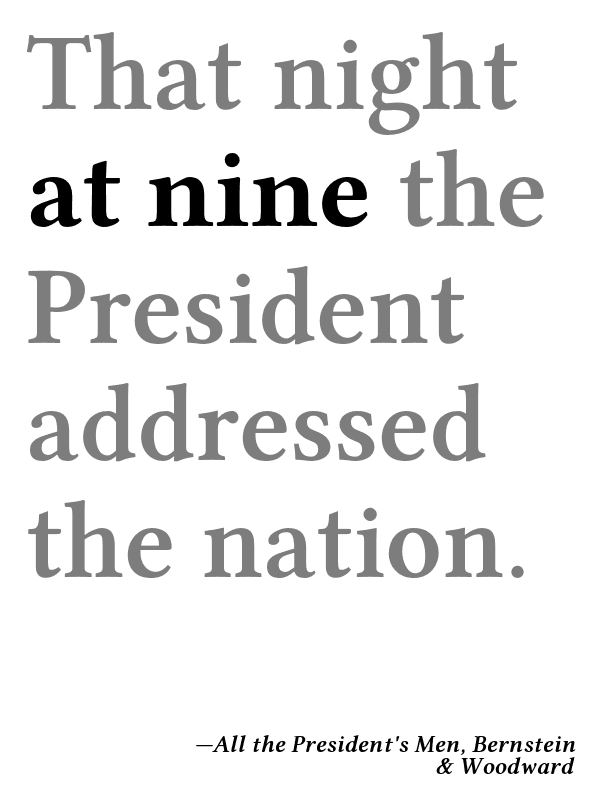 That night
at nine the
President
addressed
the nation.
—All the President's Men, Bernstein
& Woodward